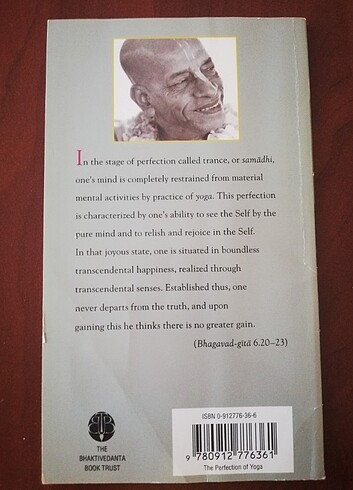 In the stage of perfection called trance, or samādhi,
one's mind is completely restrained from material
mental activities by practice of yoga. This perfection
is characterized by one's ability to see the Self by the
pure mind and to relish and rejoice in the Self.
In that joyous state, one is situated in boundless
transcendental happiness, realized through
transcendental senses. Established thus, one
never departs from the truth, and upon
gaining this he thinks there is no greater gain.
(Bhagavad-gītā 6.20–23)
THE
BHAKTIVEDANTA
BOOK TRUST
ISBN 0-912776-36-6
9 780912 776361
The Perfection of Yoga